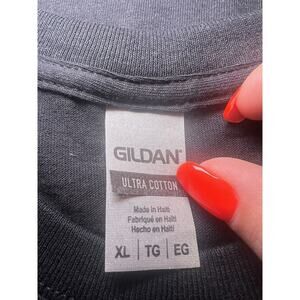 GILDAN
ULTRA COTTON
Made in Haiti
Fabriqué en Haïti
Hecho en Haití
XL | TG | EG